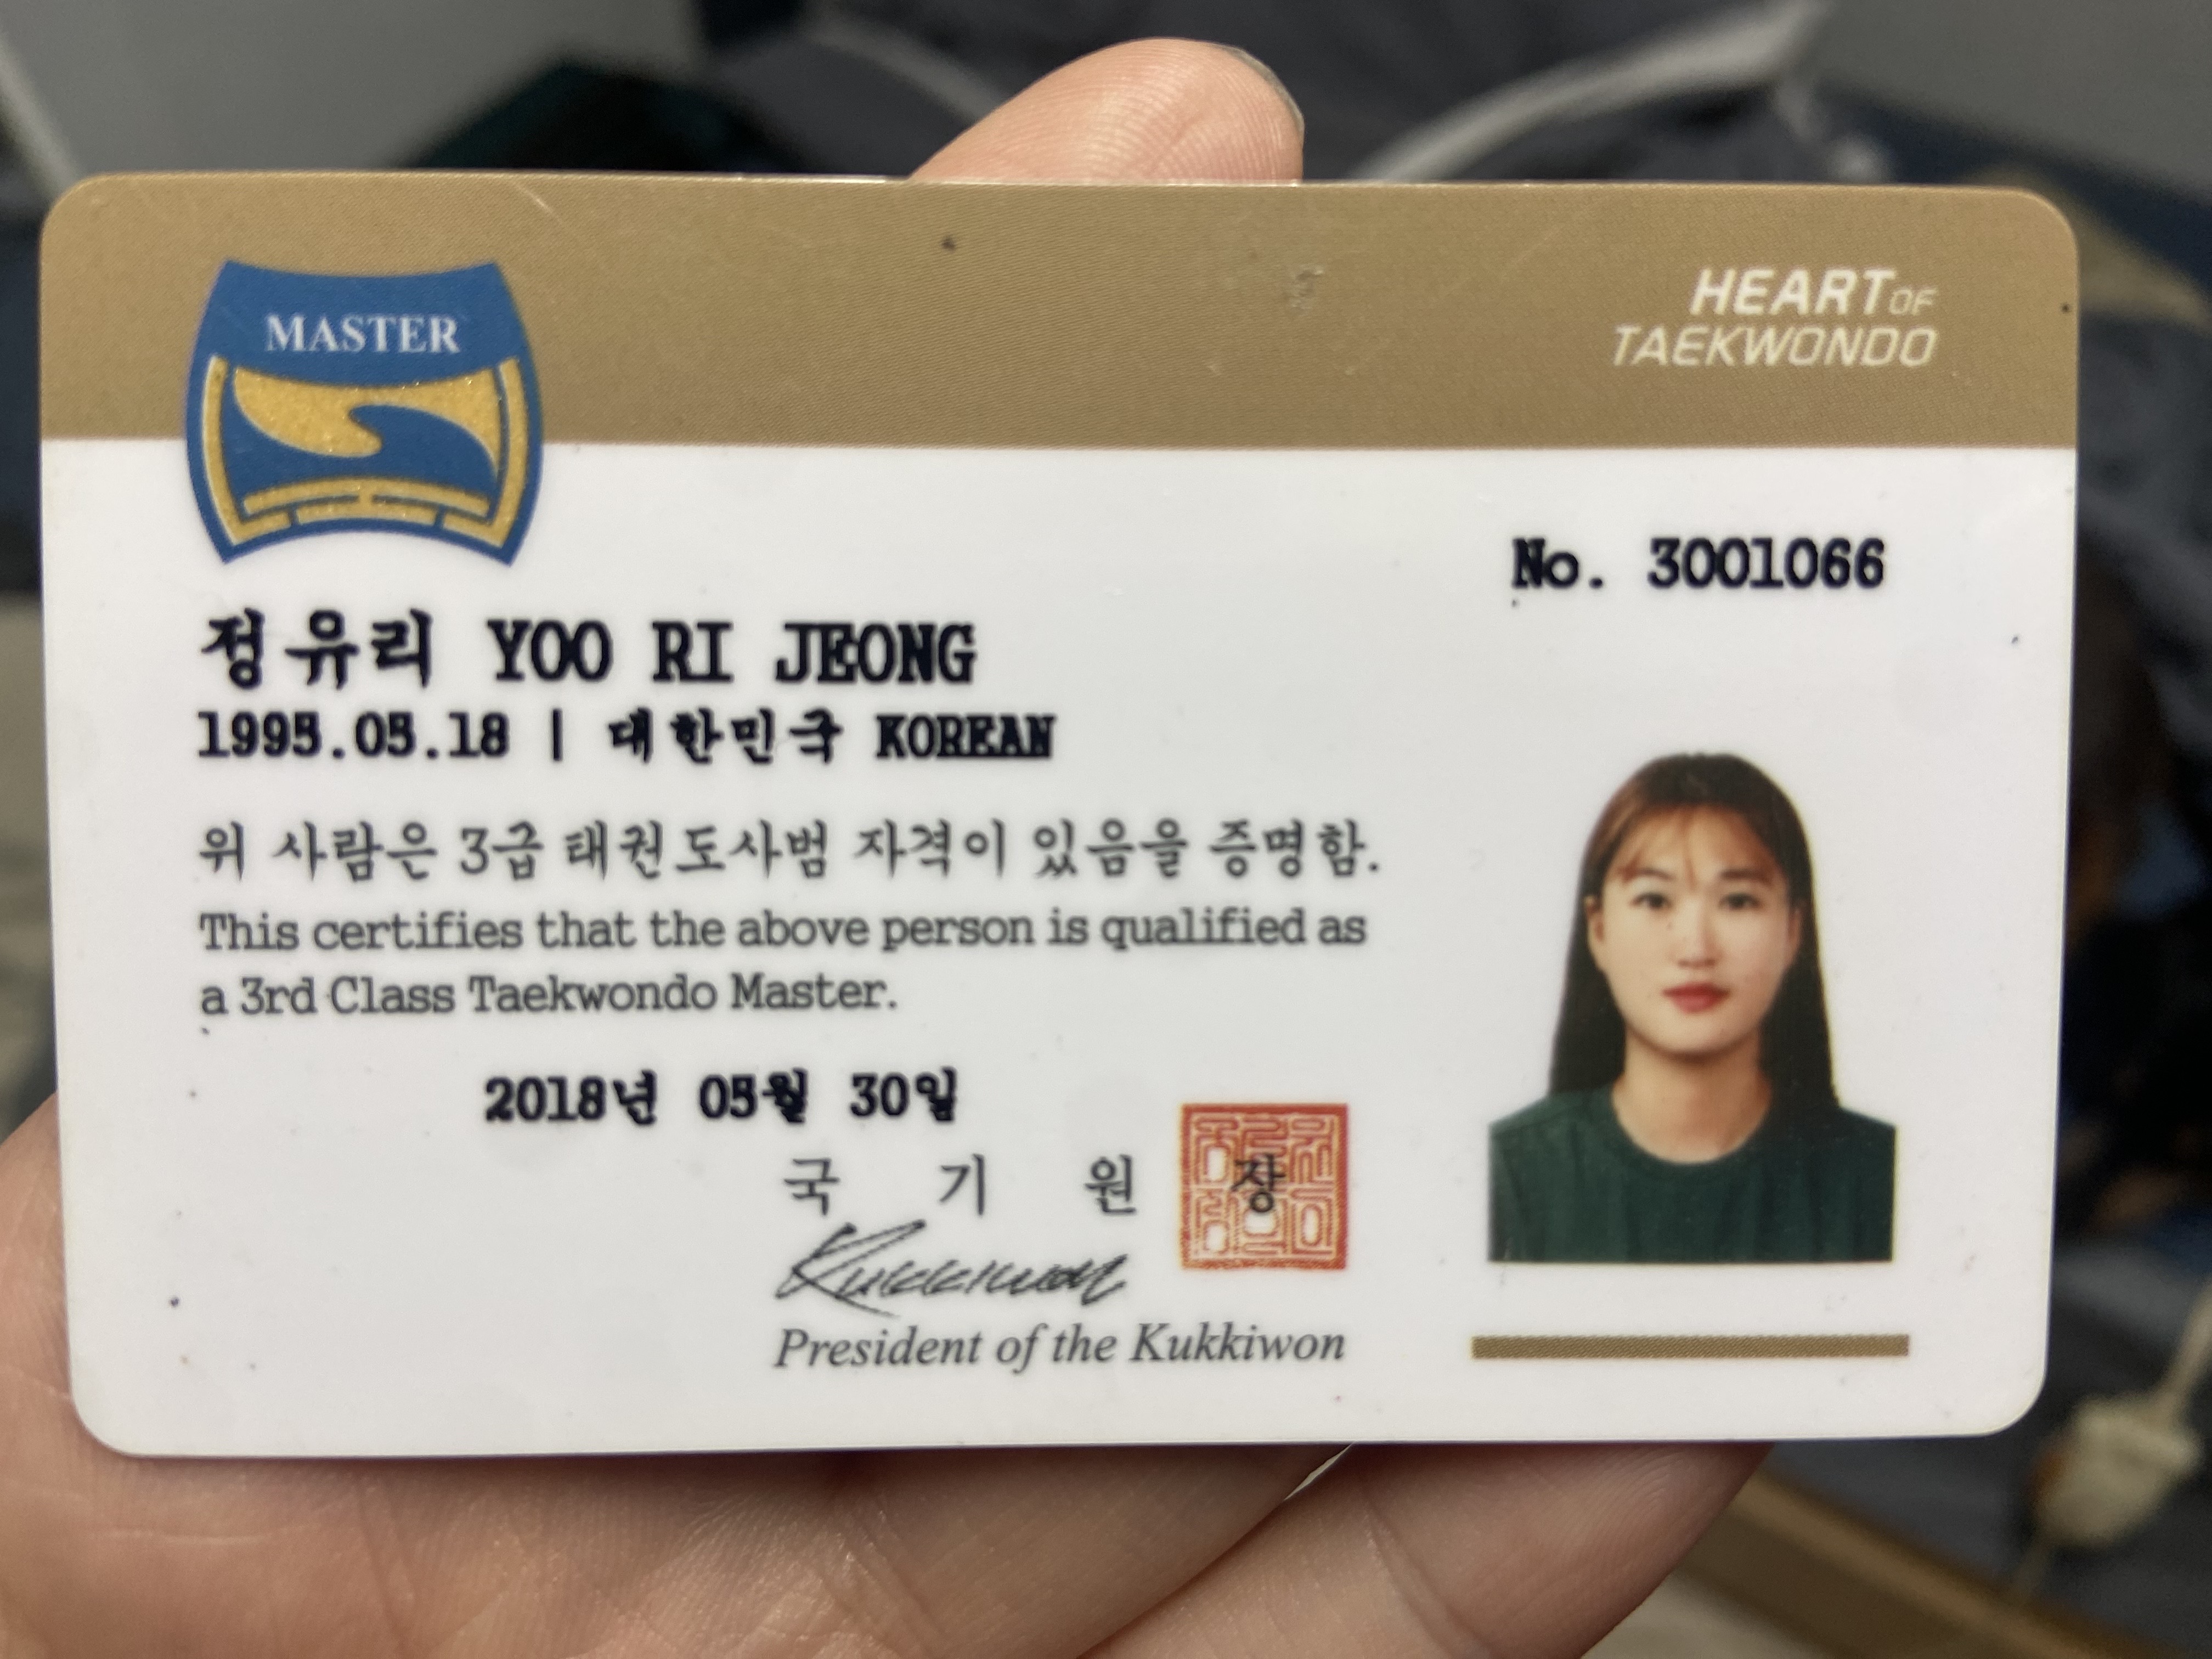 MASTER
HEART OF
TAEKWONDO
No. 3001066
정유리 YOO RI JEONG
1995.05.18 | 대한민국 KOREAN
위 사람은 3급 태권도사범 자격이 있음을 증명함.
This certifies that the above person is qualified as
a 3rd Class Taekwondo Master.
2018년 05월 30일
국 기 원 장
Kukkiwon
President of the Kukkiwon